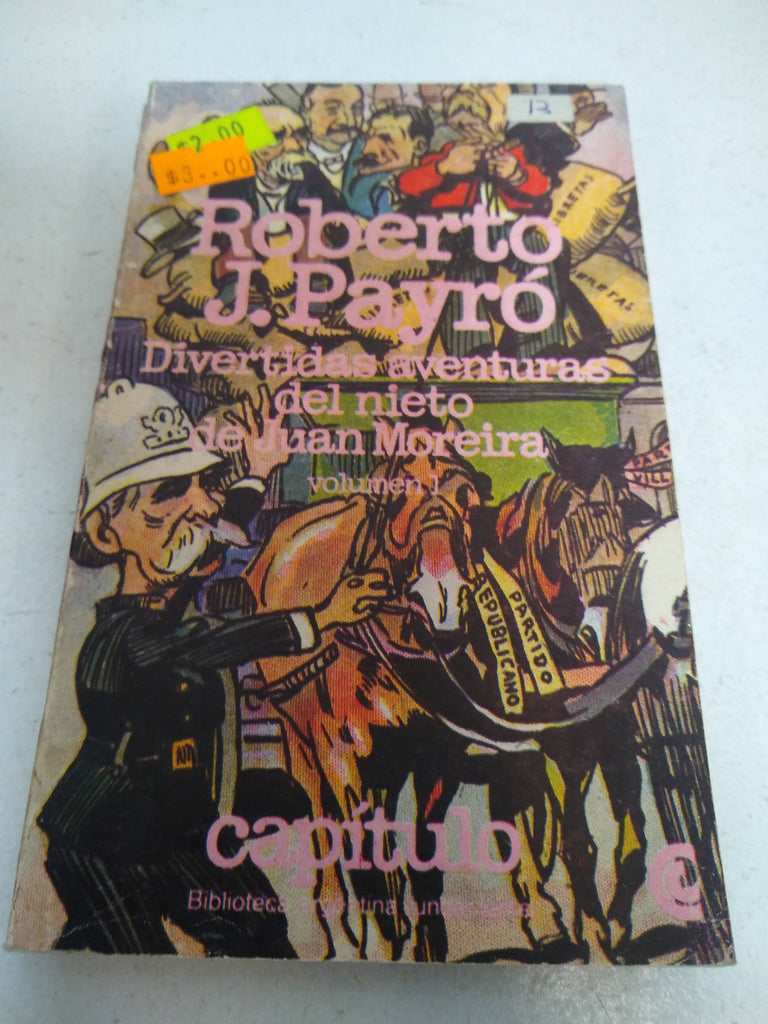 12
$2.00
$3..00
Roberto
J. Payró
Divertidas aventuras
del nieto
de Juan Moreira
volumen 1
PARTIDO
REPUBLICANO
capítulo
Biblioteca argentina fundamental